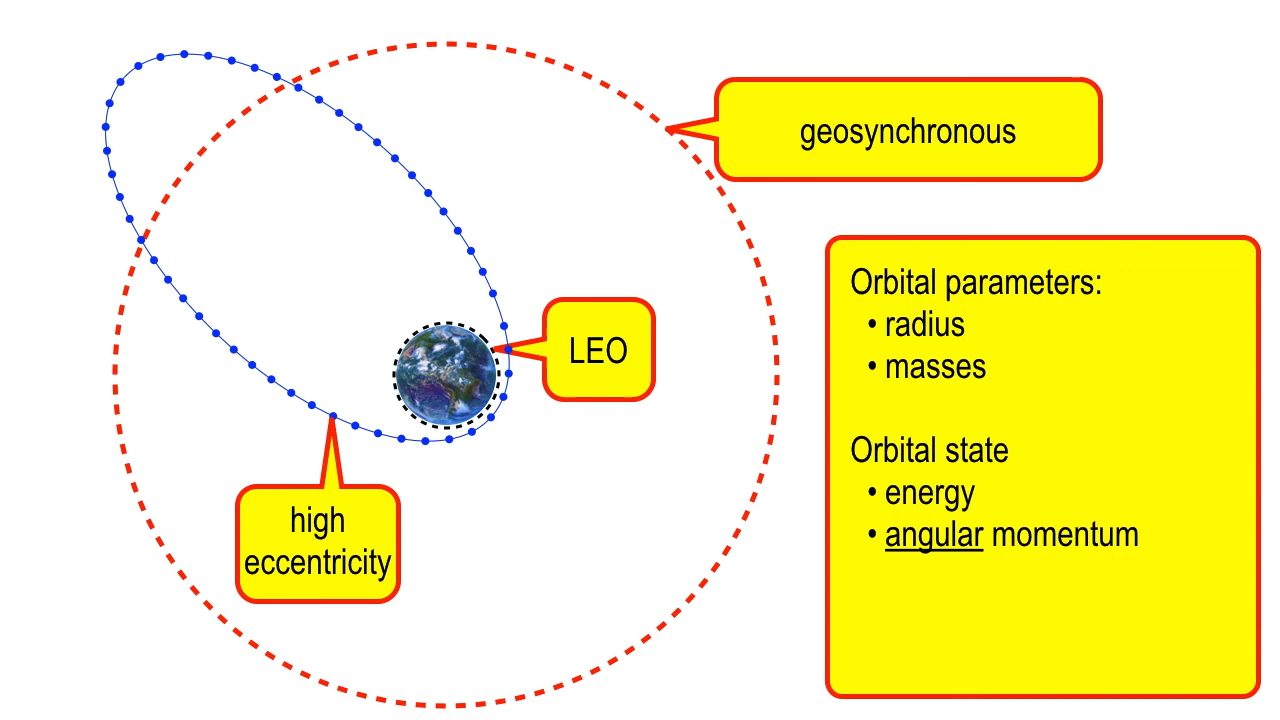 geosynchronous
Orbital parameters:
• radius
LEO
• masses
Orbital state
• energy
high
eccentricity
• angular momentum